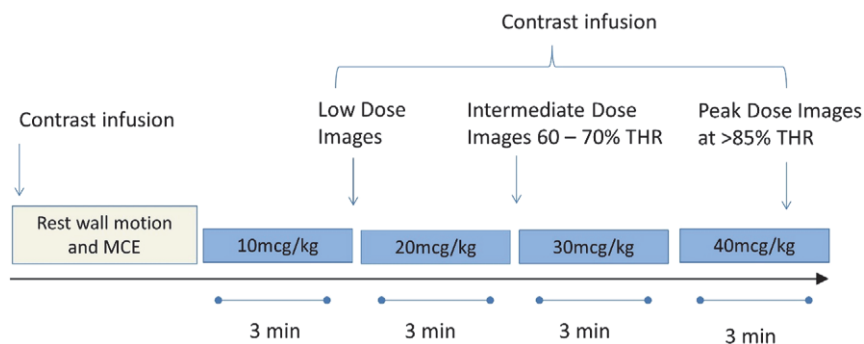 Contrast infusion
Contrast infusion
Low Dose
Images
Intermediate Dose
Images 60 – 70% THR
Peak Dose Images
at >85% THR
Rest wall motion
and MCE
10mcg/kg
20mcg/kg
30mcg/kg
40mcg/kg
3 min
3 min
3 min
3 min